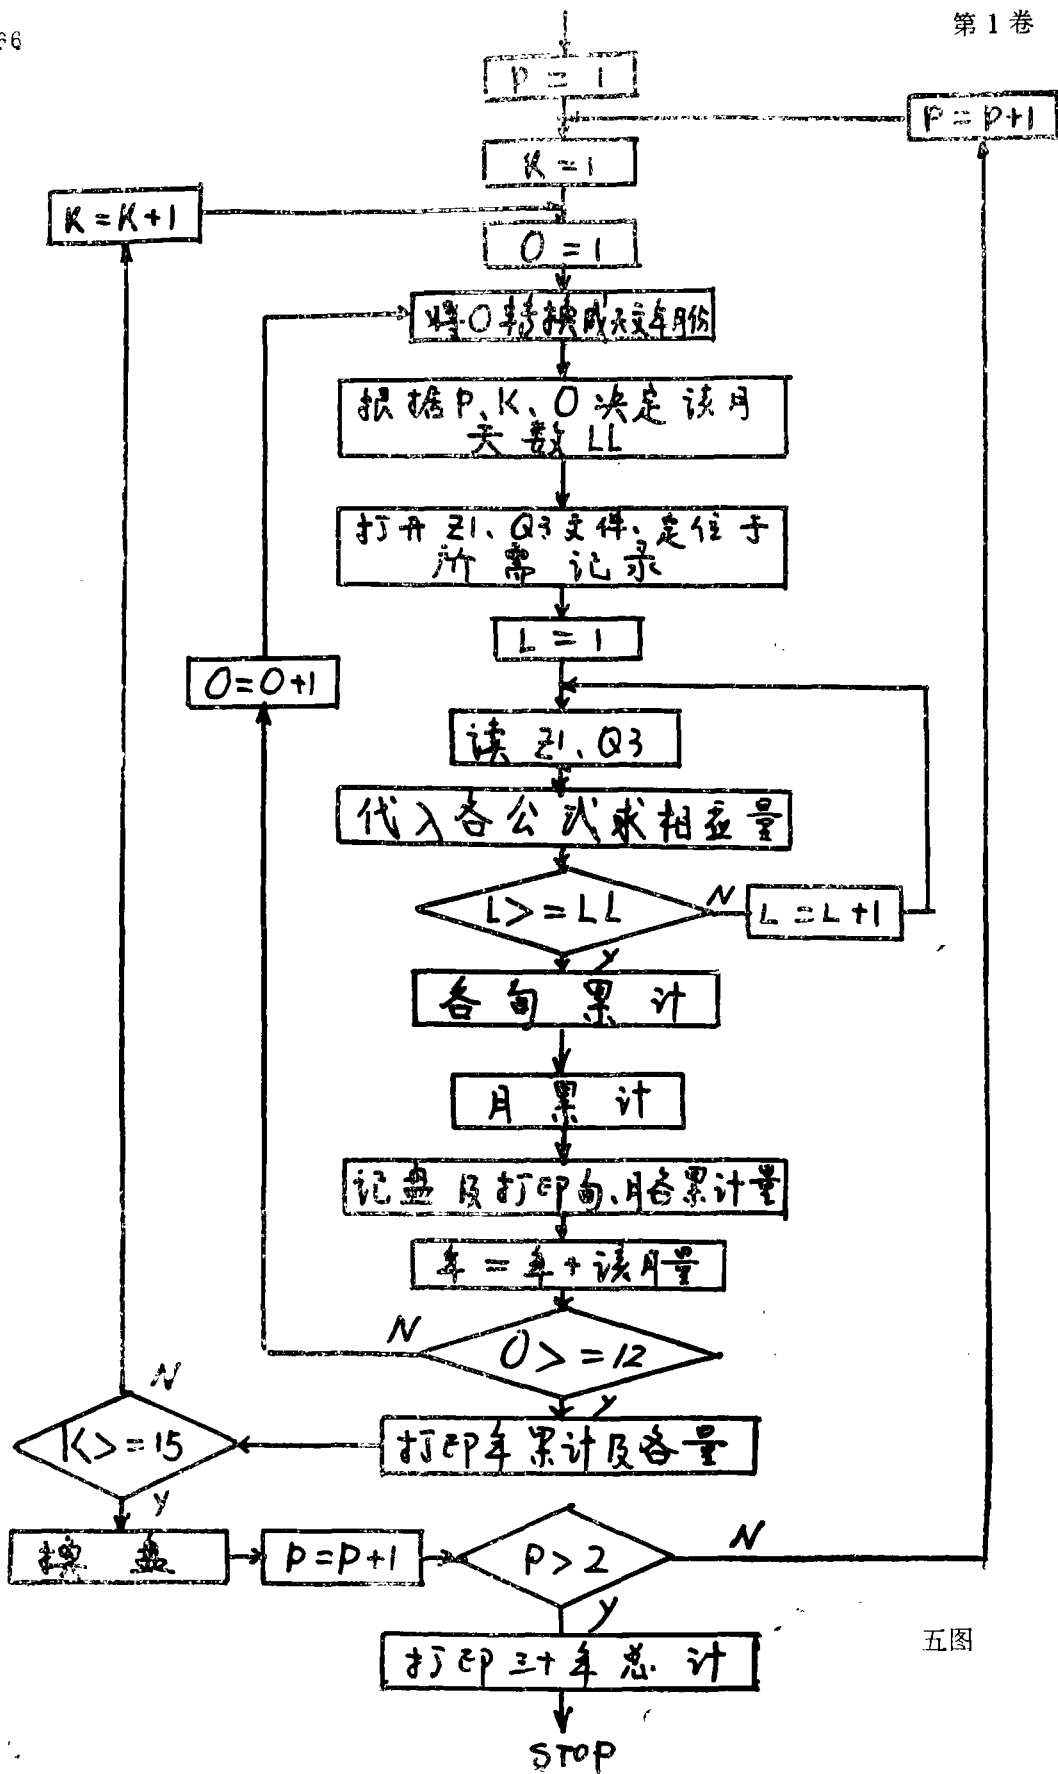 66
第1卷
P = 1
P=P+1
K=1
K=K+1
O=1
将O转换成天文年月份
根据P、K、O决定该月
天数LL
打开Z1、Q3文件、定位于
所需记录
L = 1
O=O+1
读Z1、Q3
代入各公式求相应量
L>=LL
N
L=L+1
Y
各旬累计
月累计
记盘及打印旬、月各累计量
年=年+该月量
O>=12
N
Y
打印年累计及各量
K>=15
N
Y
换盘
P=P+1
P>2
N
Y
打印三十年总计
STOP
五图